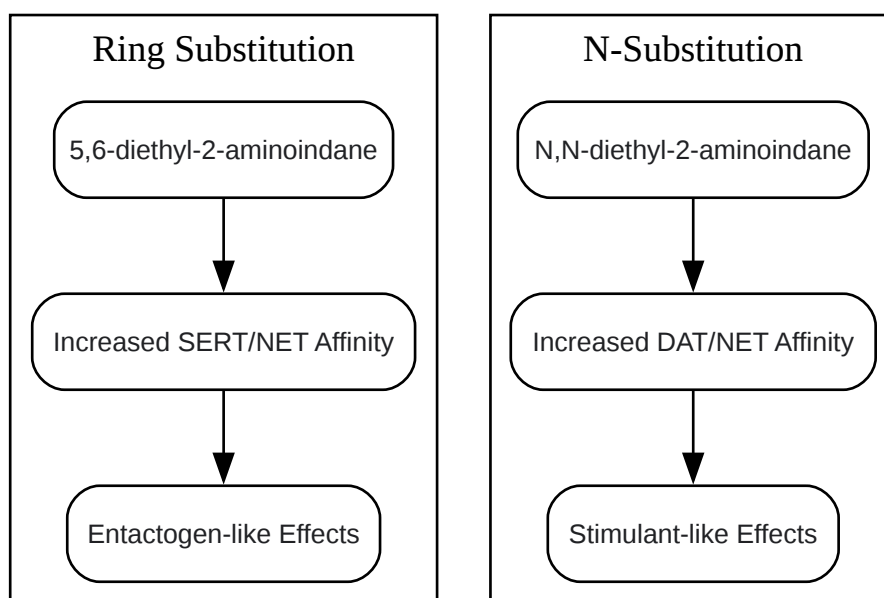 Ring Substitution
5,6-diethyl-2-aminoindane
Increased SERT/NET Affinity
Entactogen-like Effects
N-Substitution
N,N-diethyl-2-aminoindane
Increased DAT/NET Affinity
Stimulant-like Effects